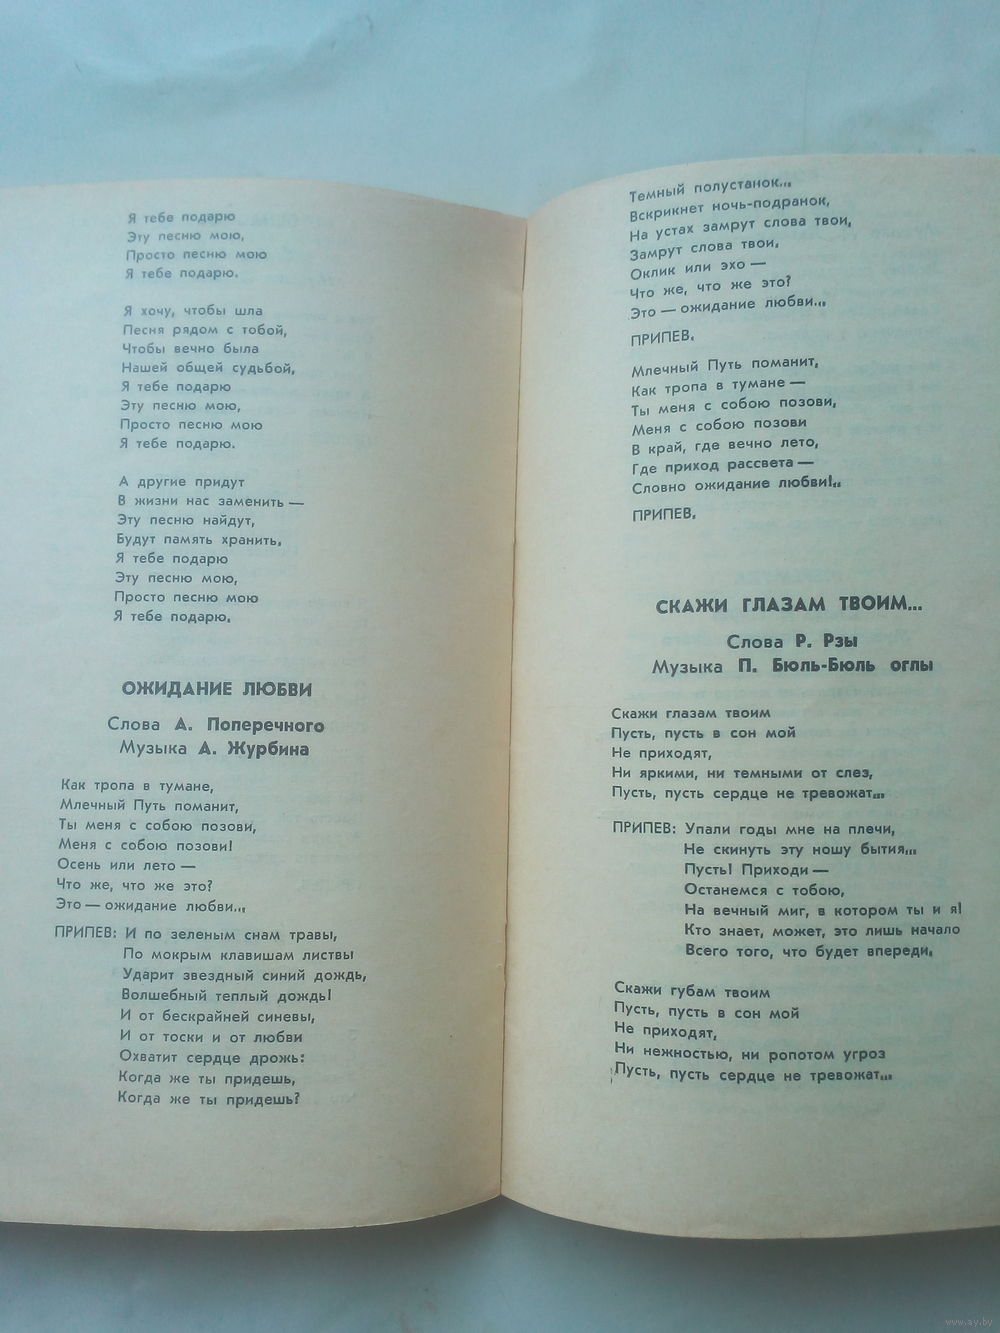 Я тебе подарю
Эту песню мою,
Просто песню мою
Я тебе подарю.
Я хочу, чтобы шла
Песня рядом с тобой,
Чтобы вечно была
Нашей общей судьбой,
Я тебе подарю
Эту песню мою,
Просто песню мою
Я тебе подарю.
А другие придут
В жизни нас заменить —
Эту песню найдут,
Будут память хранить,
Я тебе подарю
Эту песню мою,
Просто песню мою
Я тебе подарю.
ОЖИДАНИЕ ЛЮБВИ
Слова А. Поперечного
Музыка А. Журбина
Как тропа в тумане,
Млечный Путь поманит,
Ты меня с собою позови,
Меня с собою позови!
Осень или лето —
Что же, что же это?
Это — ожидание любви...
ПРИПЕВ: И по зеленым снам травы,
По мокрым клавишам листвы
Ударит звездный синий дождь,
Волшебный теплый дождь!
И от бескрайней синевы,
И от тоски и от любви
Охватит сердце дрожь:
Когда же ты придешь,
Когда же ты придешь?
Темный полустанок...
Вскрикнет ночь-подранок,
На устах замрут слова твои,
Замрут слова твои,
Оклик или эхо —
Что же, что же это?
Это — ожидание любви...
ПРИПЕВ.
Млечный Путь поманит,
Как тропа в тумане —
Ты меня с собою позови,
Меня с собою позови
В край, где вечно лето,
Где приход рассвета —
Словно ожидание любви!..
ПРИПЕВ.
СКАЖИ ГЛАЗАМ ТВОИМ...
Слова Р. Рзы
Музыка П. Бюль-Бюль оглы
Скажи глазам твоим
Пусть, пусть в сон мой
Не приходят,
Ни яркими, ни темными от слез,
Пусть, пусть сердце не тревожат...
ПРИПЕВ: Упали годы мне на плечи,
Не скинуть эту ношу бытия...
Пусть! Приходи —
Останемся с тобою,
На вечный миг, в котором ты и я!
Кто знает, может, это лишь начало
Всего того, что будет впереди.
Скажи губам твоим
Пусть, пусть в сон мой
Не приходят,
Ни нежностью, ни ропотом угроз
Пусть, пусть сердце не тревожат...
www.ay.by